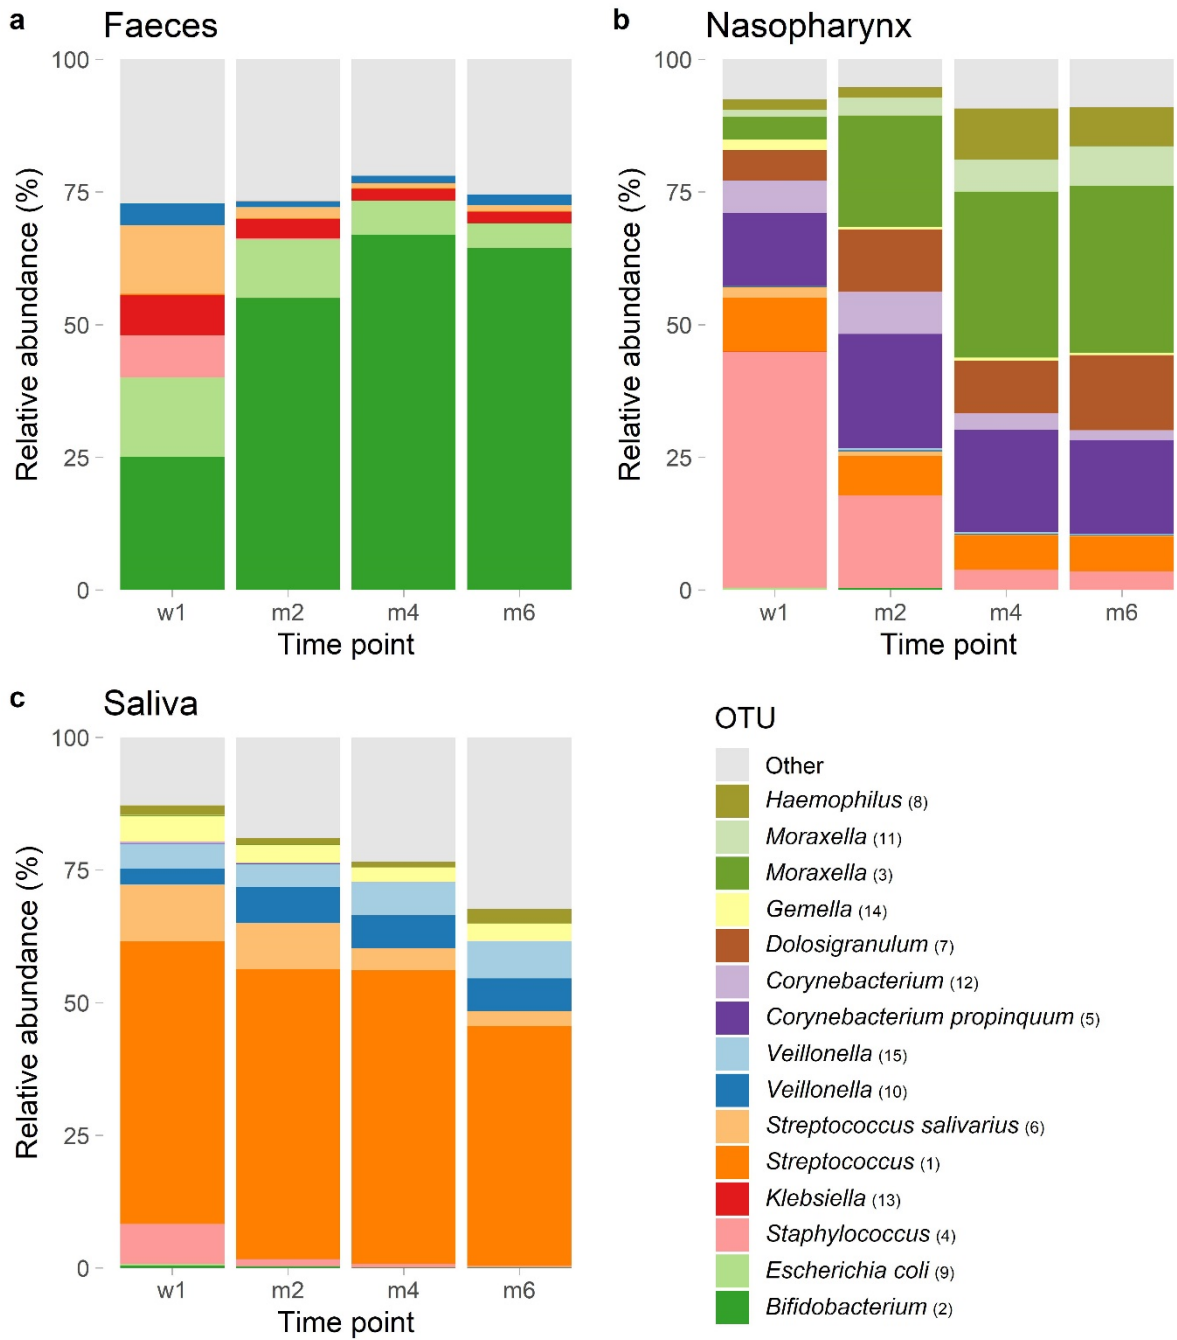 a Faeces
100
75
50
25
0
Relative abundance (%)
w1 m2 m4 m6
Time point
b Nasopharynx
100
75
50
25
0
Relative abundance (%)
w1 m2 m4 m6
Time point
c Saliva
100
75
50
25
0
Relative abundance (%)
w1 m2 m4 m6
Time point
OTU
Other
Haemophilus (8)
Moraxella (11)
Moraxella (3)
Gemella (14)
Dolosigranulum (7)
Corynebacterium (12)
Corynebacterium propinquum (5)
Veillonella (15)
Veillonella (10)
Streptococcus salivarius (6)
Streptococcus (1)
Klebsiella (13)
Staphylococcus (4)
Escherichia coli (9)
Bifidobacterium (2)